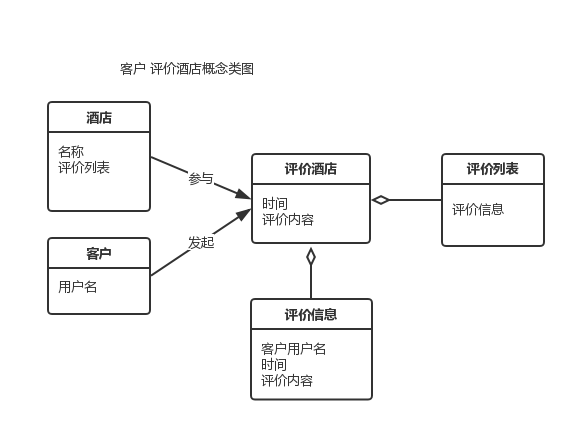 客户 评价酒店概念类图
酒店
名称
评价列表
参与
评价酒店
时间
评价内容
评价列表
评价信息
客户
用户名
发起
评价信息
客户用户名
时间
评价内容